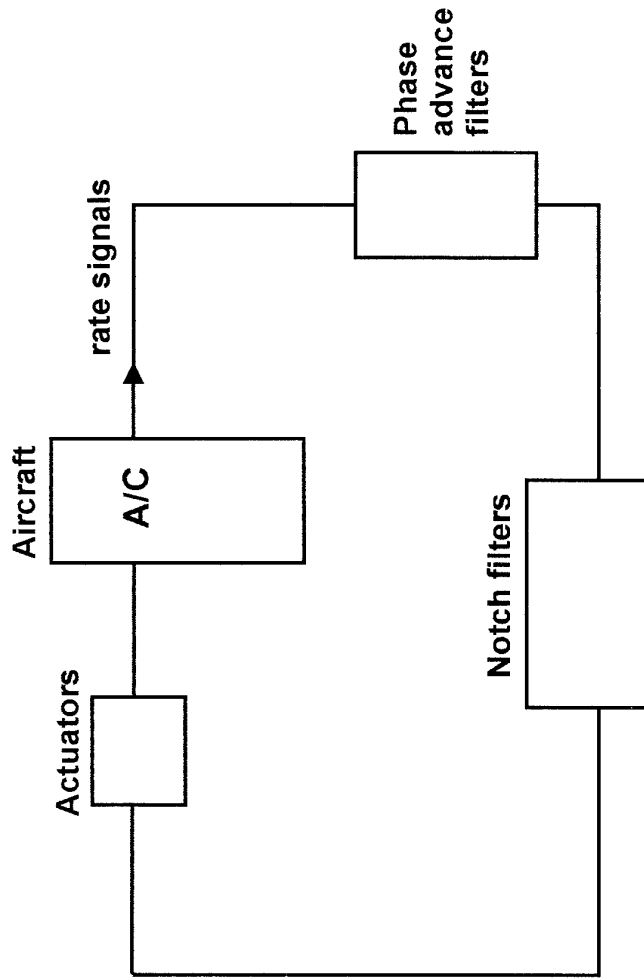 Actuators
Aircraft
A/C
rate signals
Phase
advance
filters
Notch filters